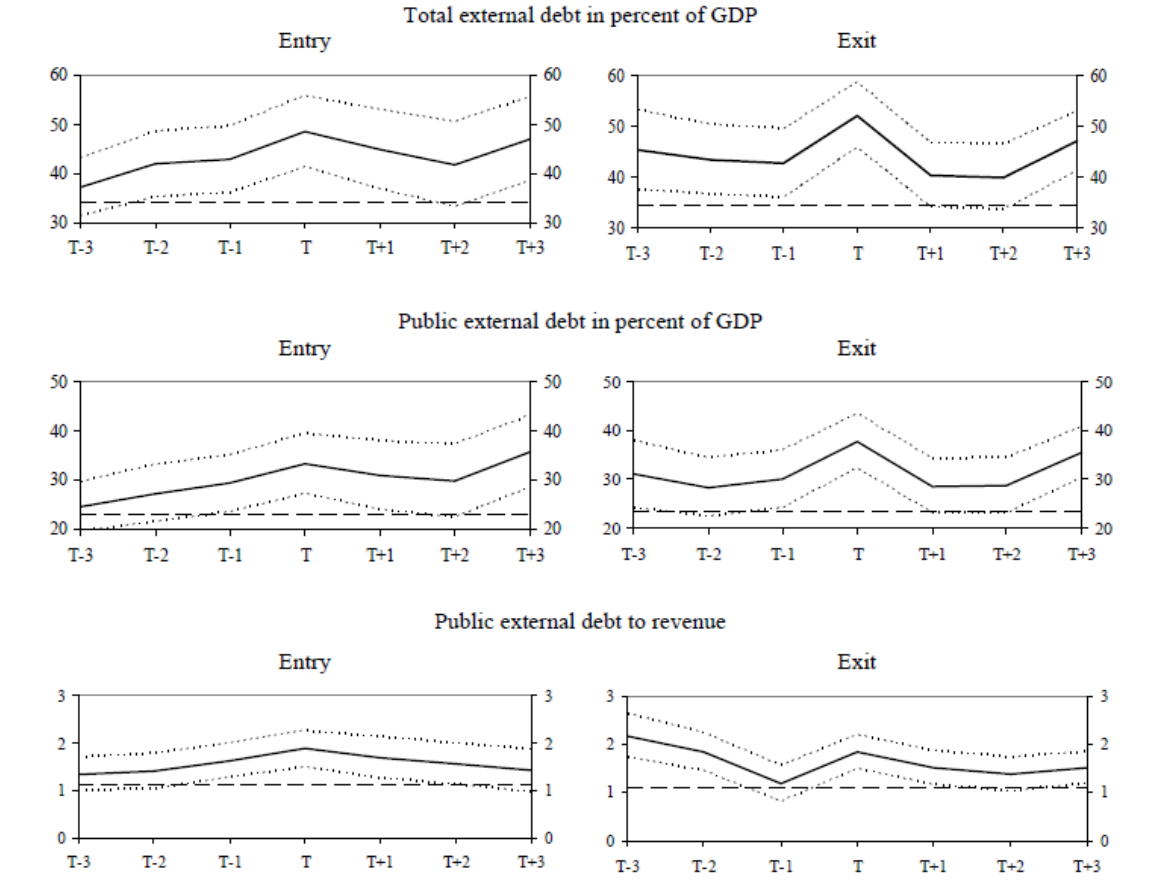 Total external debt in percent of GDP
Entry
Exit
60 60
50 50
40 40
30 30
T-3 T-2 T-1 T T+1 T+2 T+3
60 60
50 50
40 40
30 30
T-3 T-2 T-1 T T+1 T+2 T+3
Public external debt in percent of GDP
Entry
Exit
50 50
40 40
30 30
20 20
T-3 T-2 T-1 T T+1 T+2 T+3
50 50
40 40
30 30
20 20
T-3 T-2 T-1 T T+1 T+2 T+3
Public external debt to revenue
Entry
Exit
3 3
2 2
1 1
0 0
T-3 T-2 T-1 T T+1 T+2 T+3
3 3
2 2
1 1
0 0
T-3 T-2 T-1 T T+1 T+2 T+3